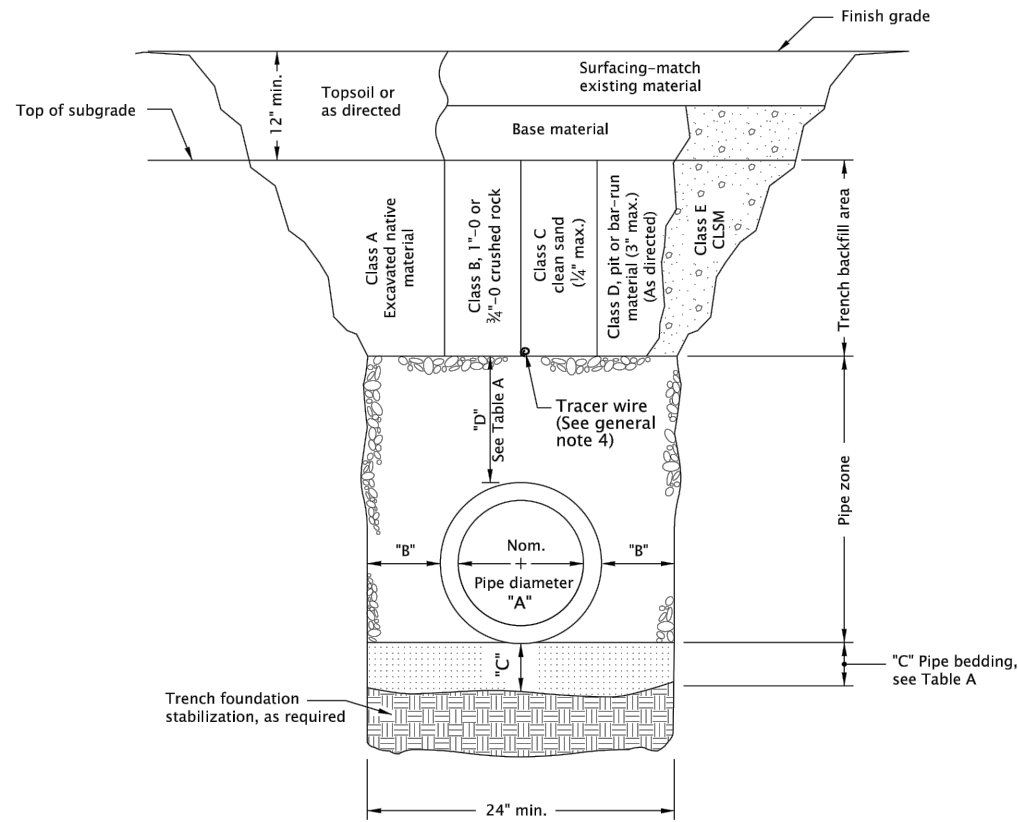 Finish grade
Surfacing-match
existing material
Topsoil or
as directed
12" min.
Top of subgrade
Base material
Class A
Excavated native
material
Class B, 1"-0 or
¾"-0 crushed rock
Class C
clean sand
(¼" max.)
Class D, pit or bar-run
material (3" max.)
(As directed)
Class E
CLSM
Trench backfill area
"D"
See Table A
Tracer wire
(See general
note 4)
Pipe zone
"B"
Nom.
"B"
Pipe diameter
"A"
"C"
"C" Pipe bedding,
see Table A
Trench foundation
stabilization, as required
24" min.